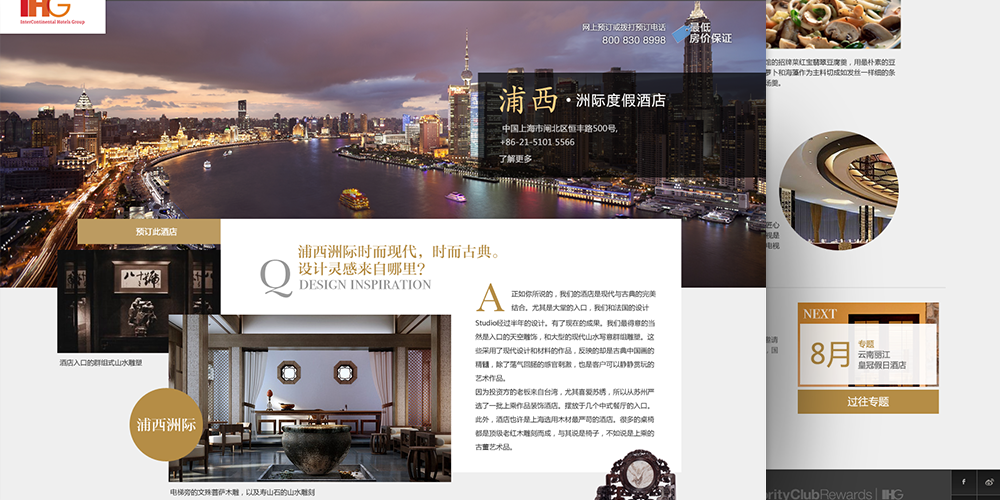 IHG
InterContinental Hotels Group
网上预订或拨打预订电话
800 830 8998
最低
房价保证
浦西·洲际度假酒店
中国上海市闸北区恒丰路500号,
+86-21-5101 5566
了解更多
预订此酒店
酒店入口的群组式山水雕塑
浦西洲际
电梯旁的文殊菩萨木雕，以及寿山石的山水雕刻
Q
浦西洲际时而现代，时而古典。
设计灵感来自哪里？
DESIGN INSPIRATION
A 正如你所说的，我们的酒店是现代与古典的完美
结合。尤其是大堂的入口，我们和法国的设计
Studio经过半年的设计。有了现在的成果。我们最得意的当
然是入口的天空雕饰，和大型的现代山水写意群组雕塑。这
些采用了现代设计和材料的作品，反映的却是古典中国画的
精髓，除了荡气回肠的感官刺激，也是客户可以静静赏玩的
艺术作品。
因为投资方的老板来自台湾，尤其喜爱苏绣，所以从苏州严
选了一批上乘作品装饰酒店。摆放于几个中式餐厅的入口。
此外，酒店也许是上海选用木材最严苛的酒店。很多的桌椅
都是顶级老红木雕刻而成，与其说是椅子，不如说是上乘的
古董艺术品。
的招牌菜红宝翡翠豆腐羹，用最朴素的豆
萝卜和海藻作为主料切成如发丝一样细的条
汤羹。
匠心
视是
电视
邀请
国
NEXT
8月
专题
云南丽江
皇冠假日酒店
过往专题
orityClubRewards | IHG